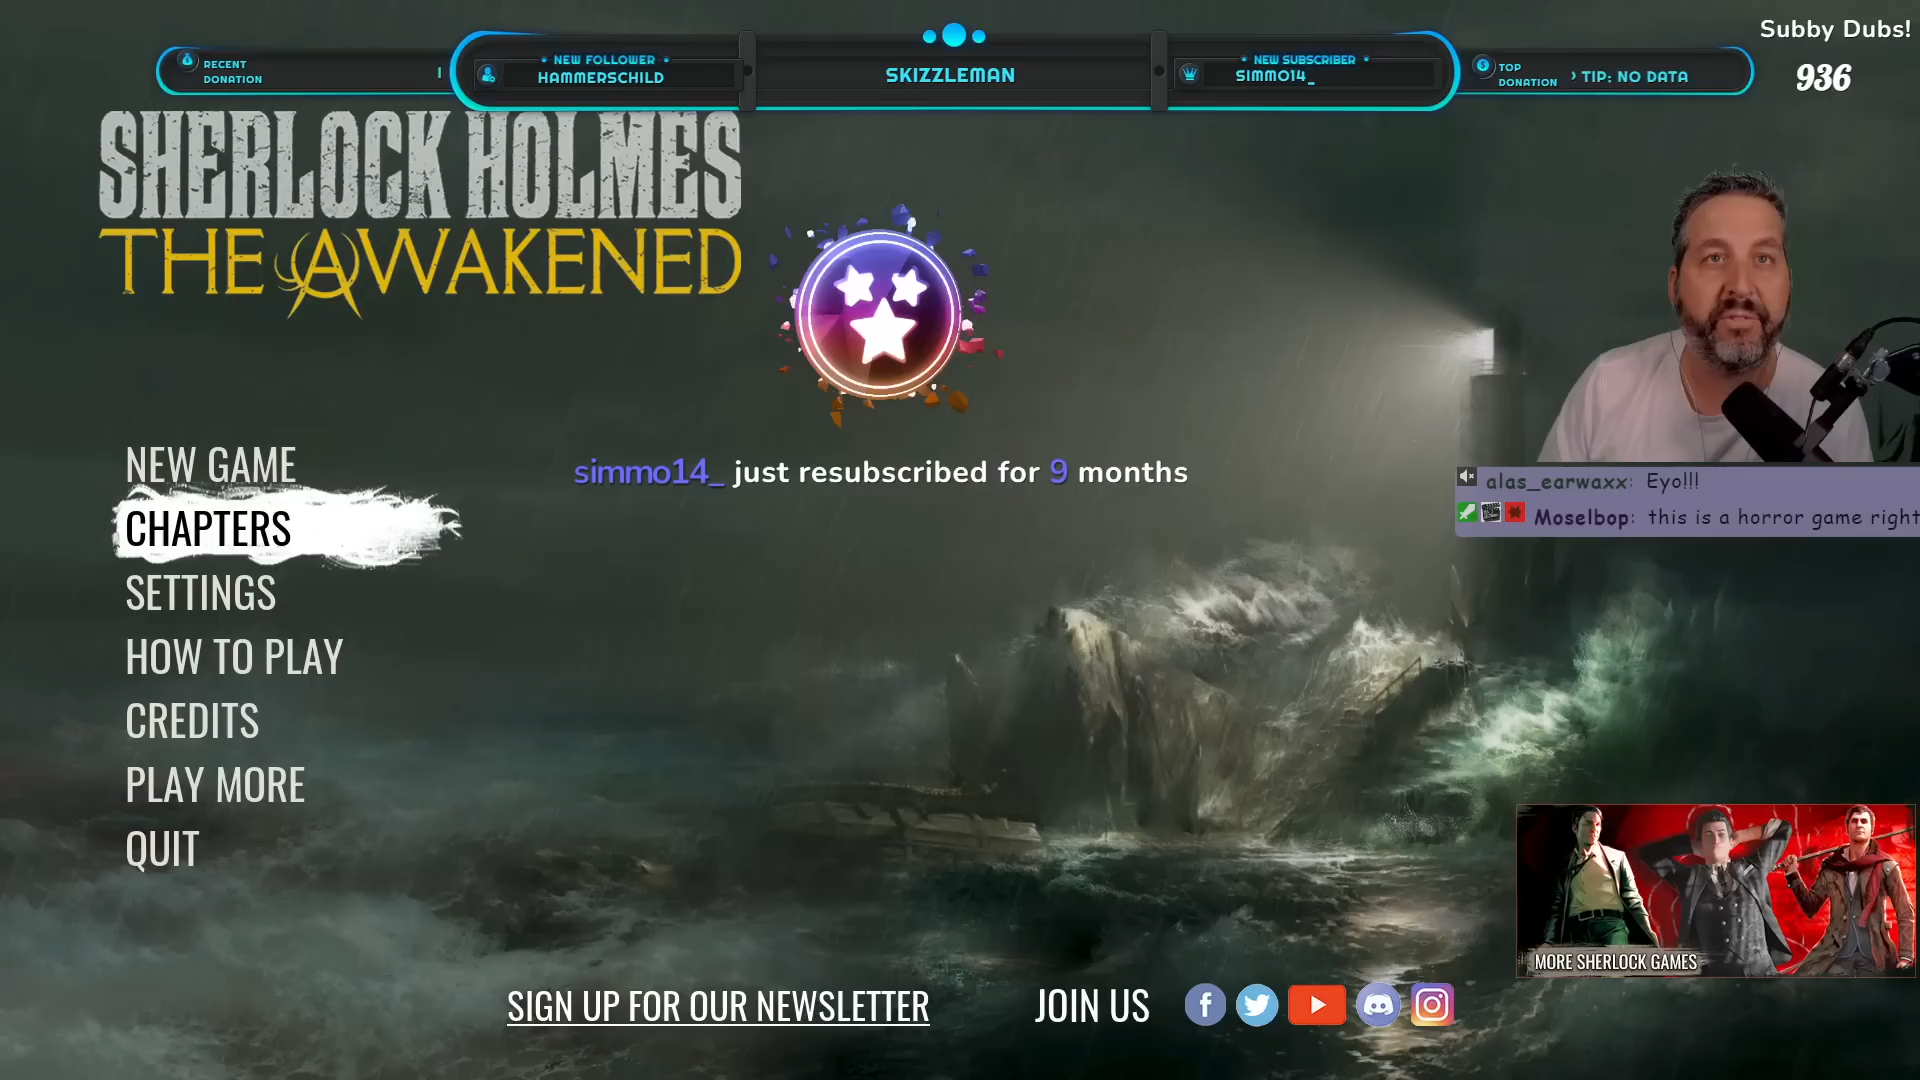 Subby Dubs!
936
RECENT
DONATION
NEW FOLLOWER
HAMMERSCHILD
SKIZZLEMAN
NEW SUBSCRIBER
SIMMO14_
TOP
DONATION
TIP: NO DATA
SHERLOCK HOLMES
THE AWAKENED
simmo14_ just resubscribed for 9 months
alas_earwaxx: Eyo!!!
Moselbop: this is a horror game right
NEW GAME
CHAPTERS
SETTINGS
HOW TO PLAY
CREDITS
PLAY MORE
QUIT
MORE SHERLOCK GAMES
SIGN UP FOR OUR NEWSLETTER
JOIN US